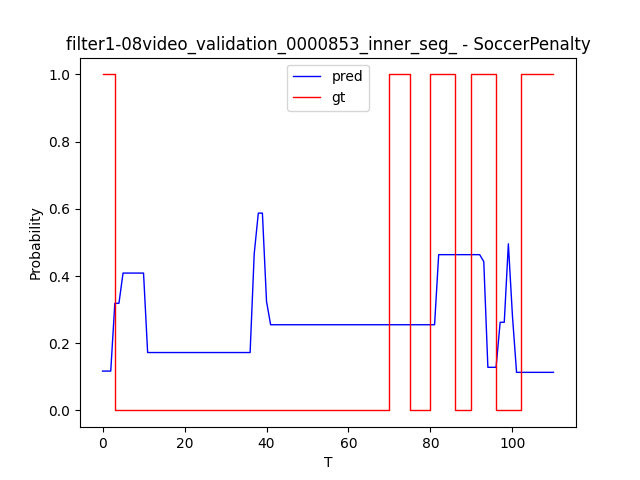 filter1-08video_validation_0000853_inner_seg_ - SoccerPenalty
pred
gt
1.0
0.8
0.6
0.4
0.2
0.0
Probability
0
20
40
60
80
100
T